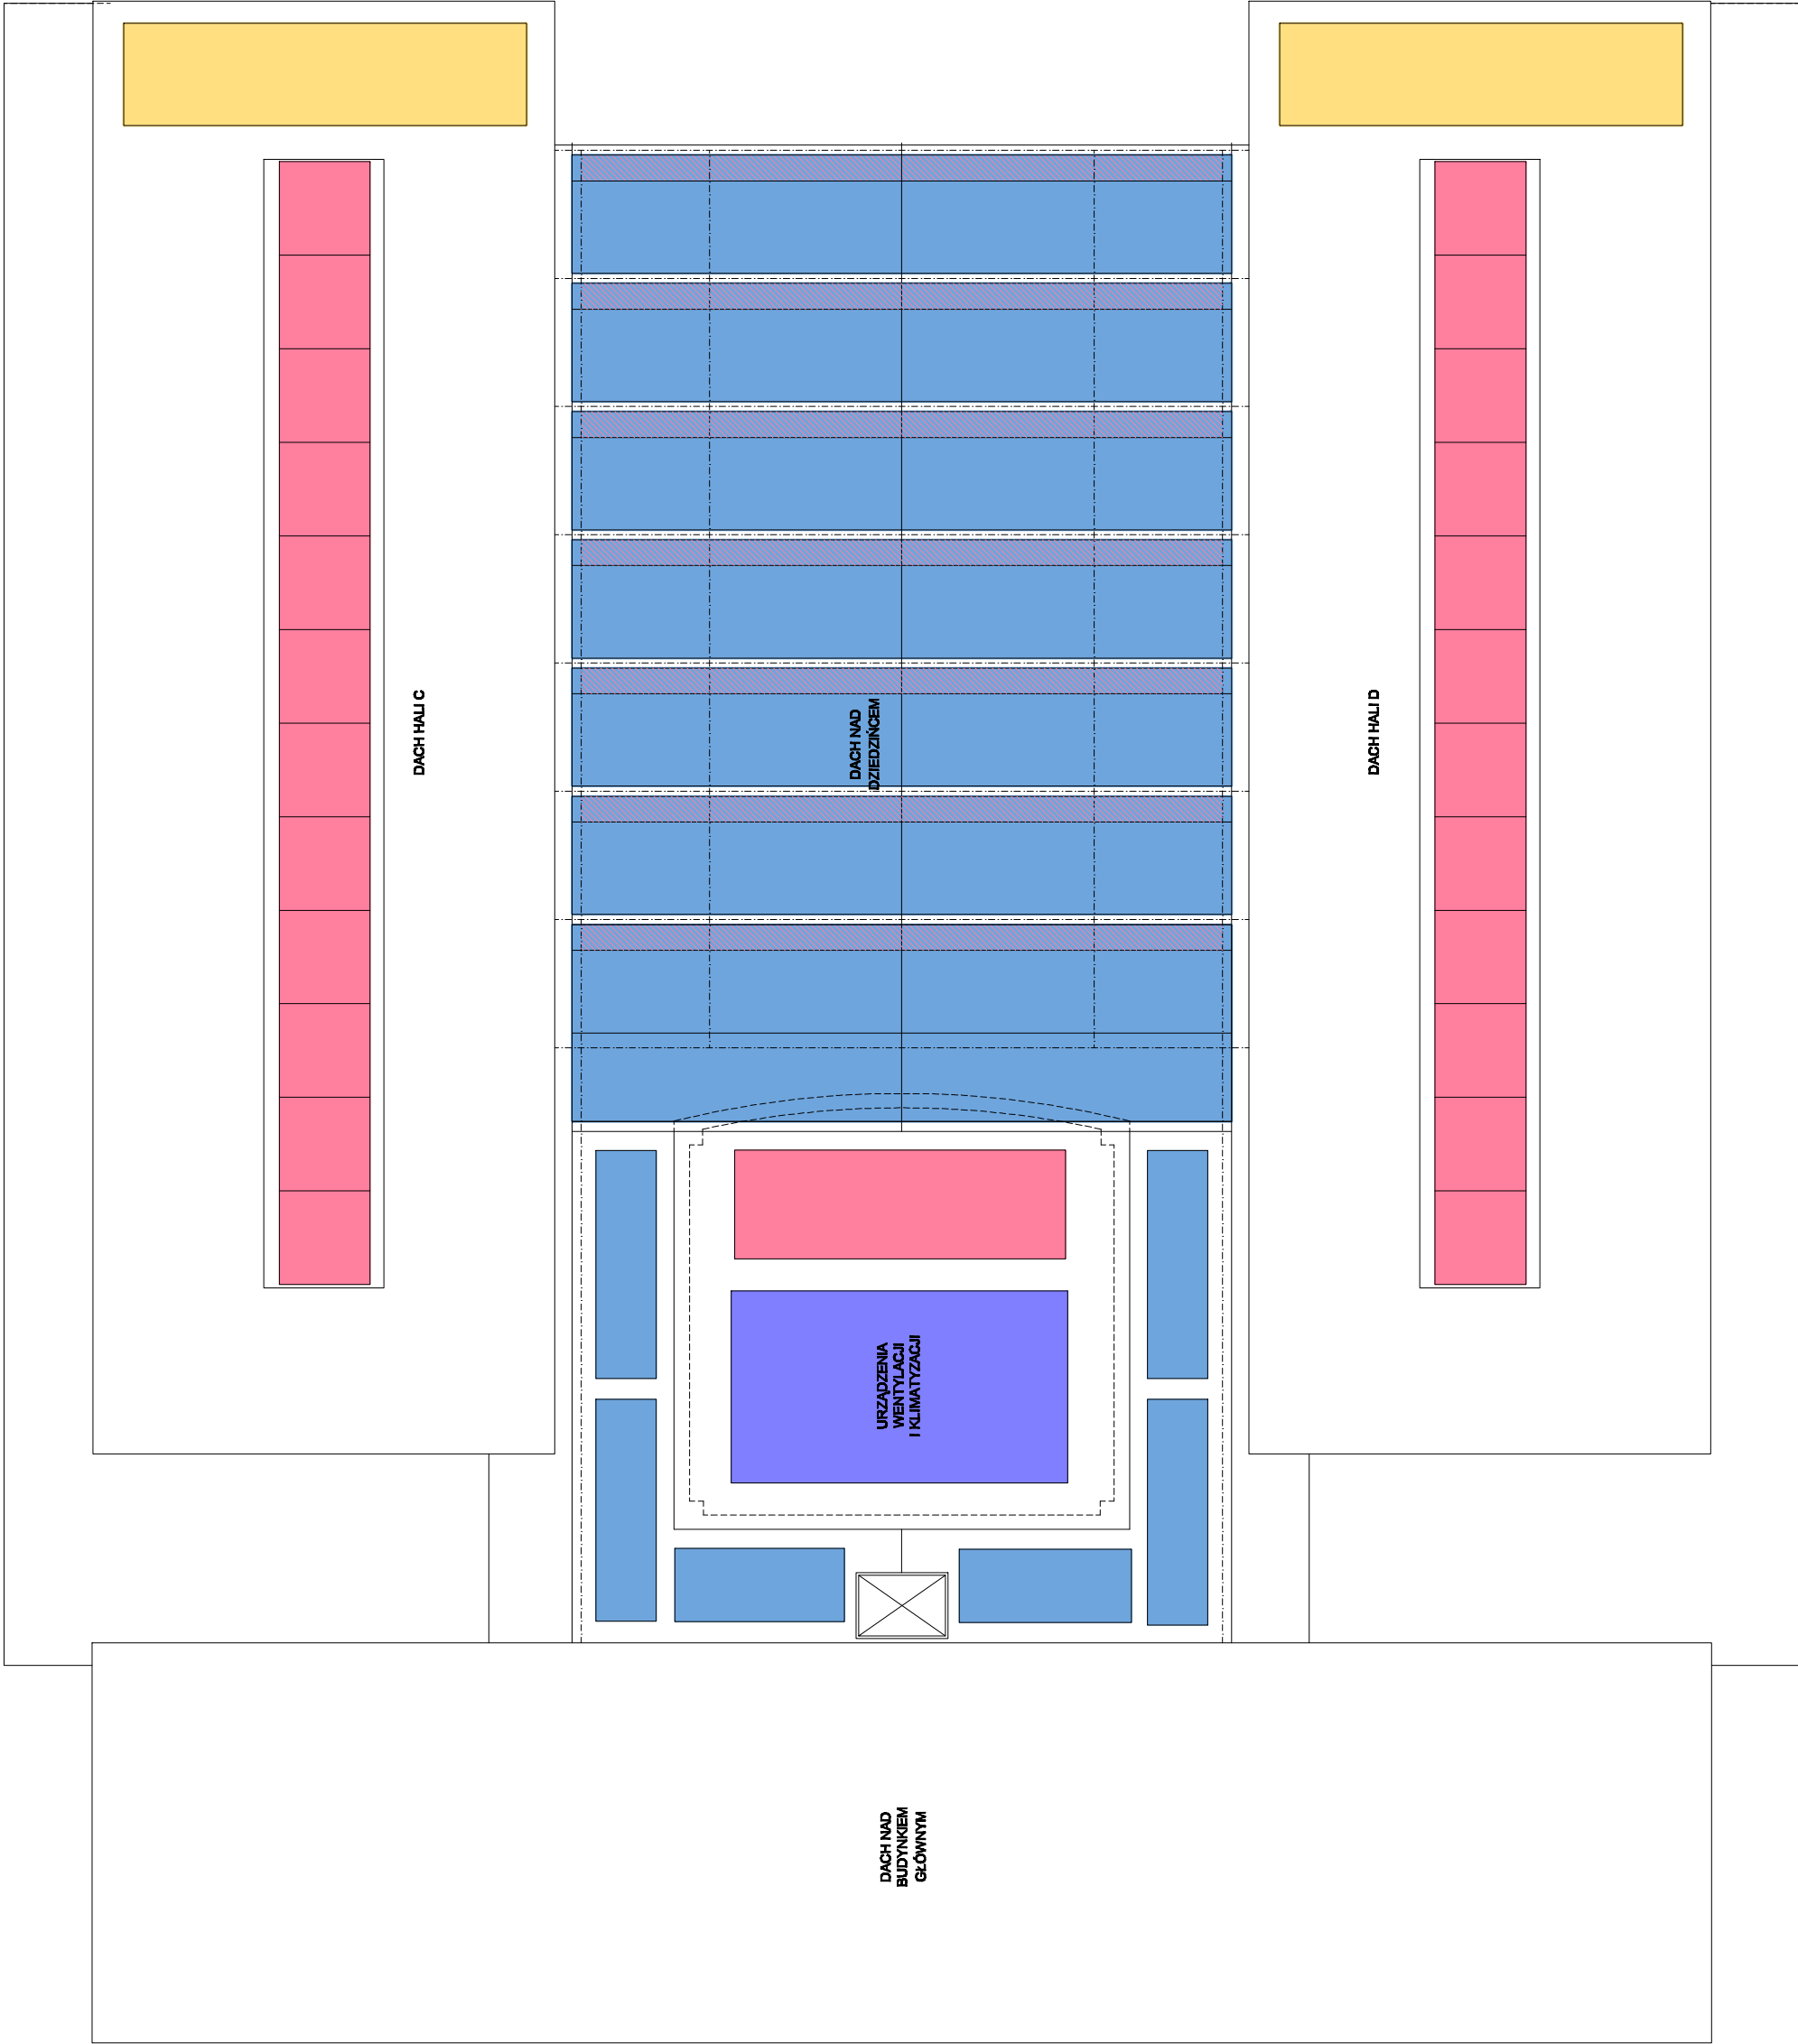 DACH HALI C
DACH NAD
DZIEDZIŃCEM
DACH HALI D
URZĄDZENIA
WENTYLACJI
I KLIMATYZACJI
DACH NAD
BUDYNKIEM
GŁÓWNYM